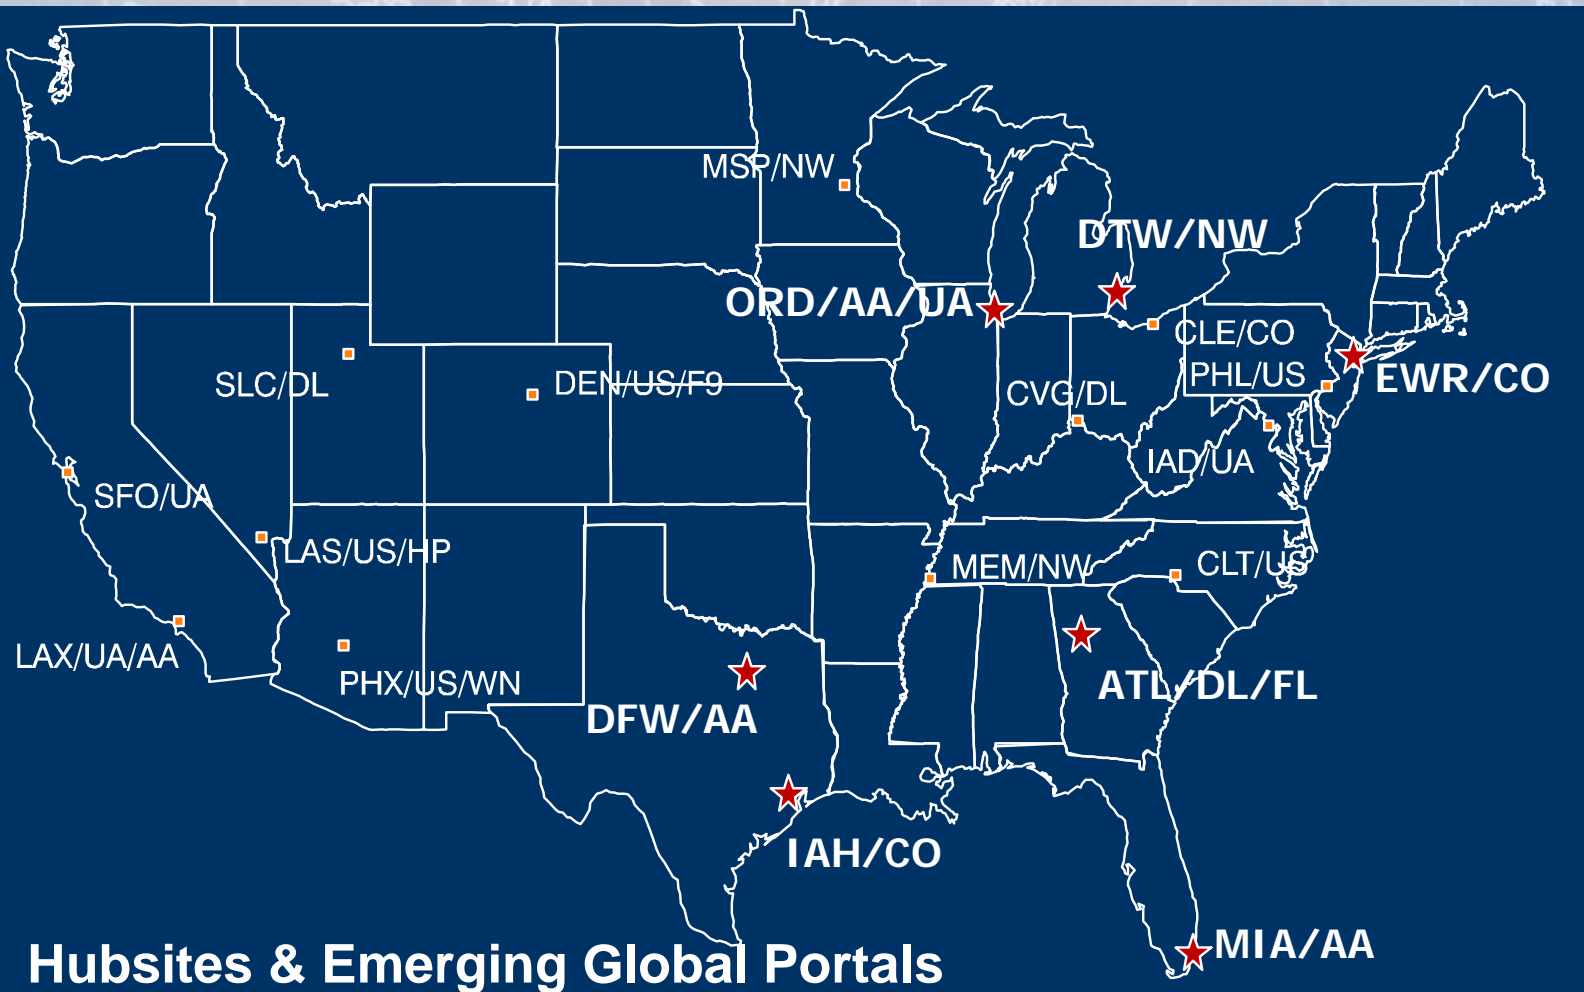 MSP/NW
DTW/NW
ORD/AA/UA
CLE/CO
SLC/DL
DEN/US/F9
PHL/US
EWR/CO
CVG/DL
IAD/UA
SFO/UA
LAS/US/HP
MEM/NW
CLT/US
LAX/UA/AA
PHX/US/WN
ATL/DL/FL
DFW/AA
IAH/CO
MIA/AA
Hubsites & Emerging Global Portals